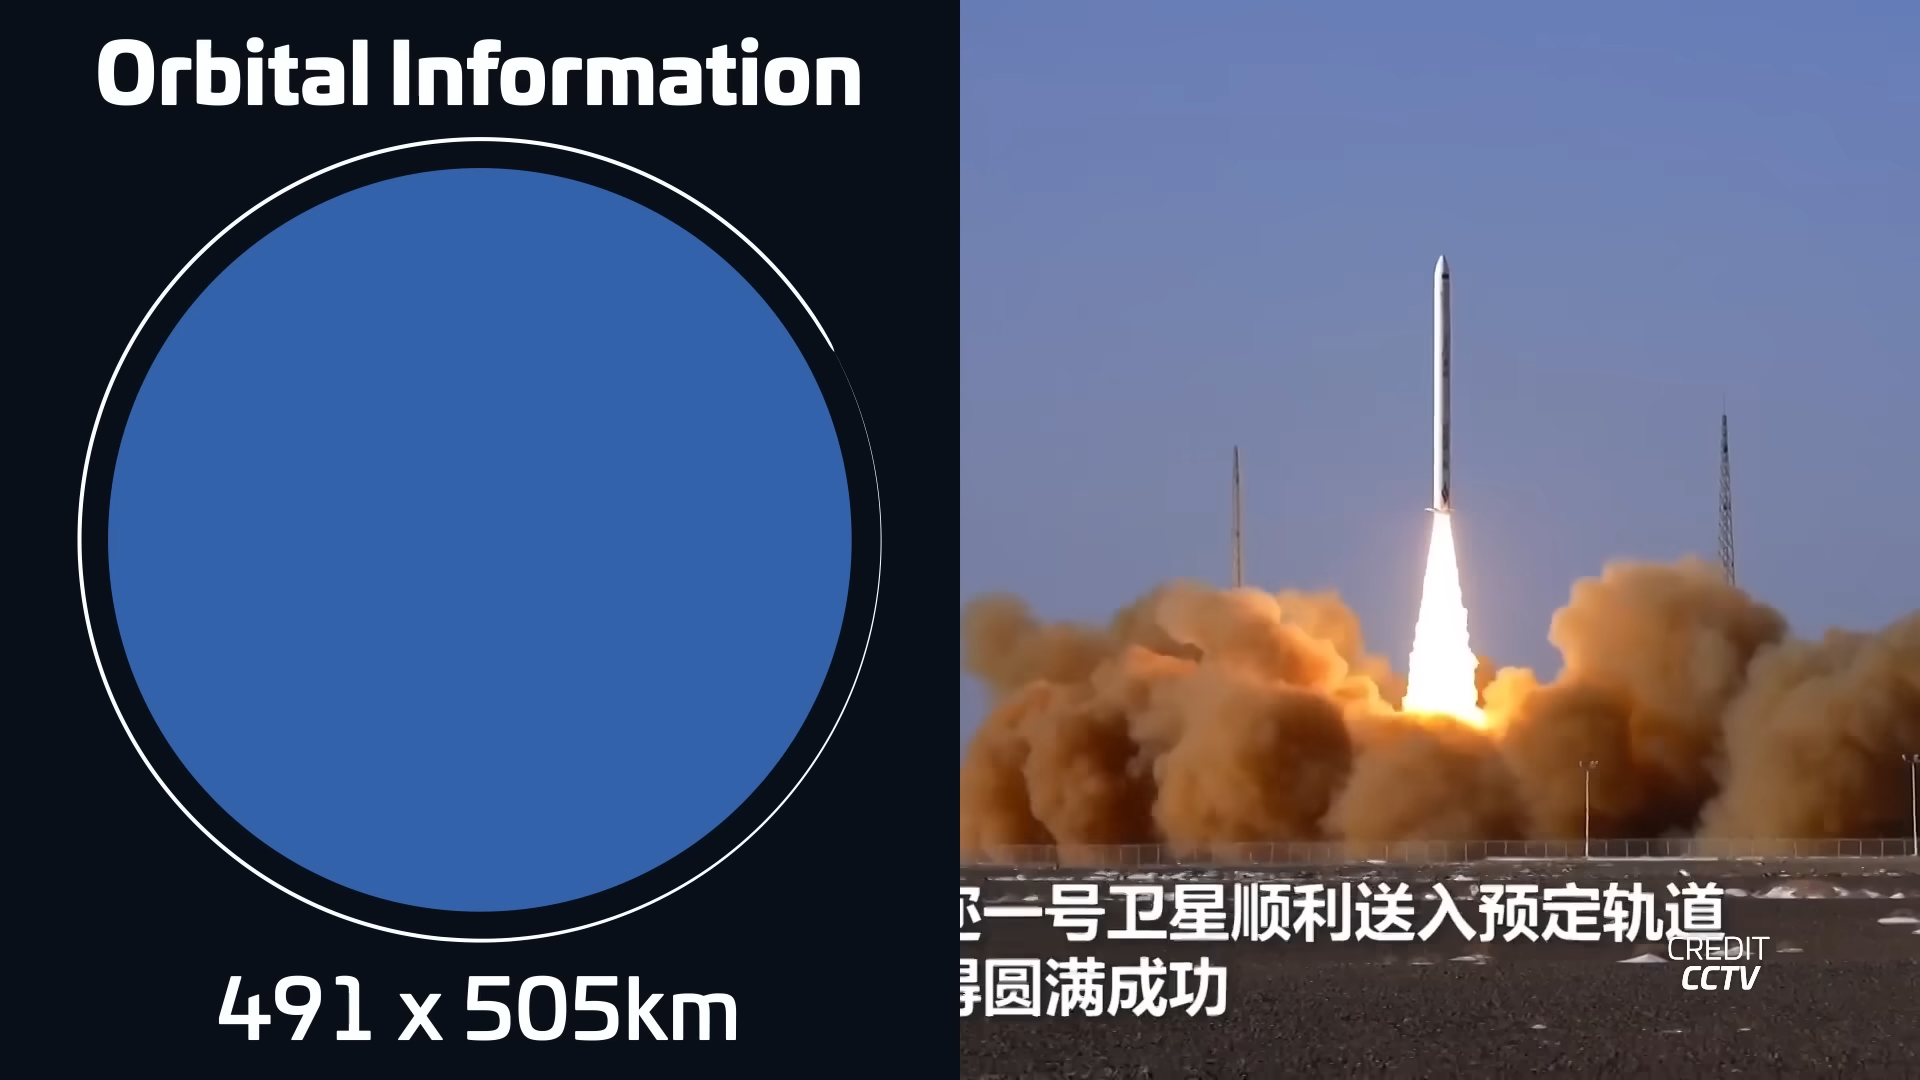 Orbital Information
491 x 505km
一号卫星顺利送入预定轨道
圆满成功
CREDIT
CCTV